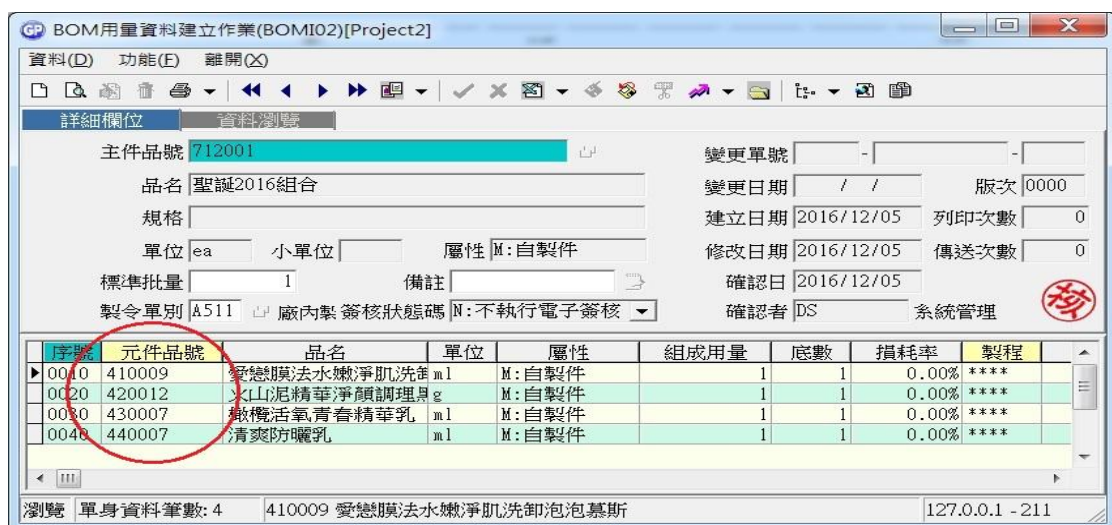 GP BOM用量資料建立作業(BOMI02)[Project2]
資料(D) 功能(F) 離開(X)
詳細欄位 資料瀏覽
主件品號 712001 變更單號 - -
品名 聖誕2016組合 變更日期 / / 版次 0000
規格 建立日期 2016/12/05 列印次數 0
單位 ea 小單位 屬性 M:自製件 修改日期 2016/12/05 傳送次數 0
標準批量 1 備註 確認日 2016/12/05
製令單別 A511 廠內製 簽核狀態碼 N:不執行電子簽核 確認者 DS 系統管理 核
序號 元件品號 品名 單位 屬性 組成用量 底數 損耗率 製程
0010 410009 愛戀膜法水嫩淨肌洗卸 ml M:自製件 1 1 0.00% ****
0020 420012 火山泥精華淨顏調理 g M:自製件 1 1 0.00% ****
0030 430007 橄欖活氧青春精華乳 ml M:自製件 1 1 0.00% ****
0040 440007 清爽防曬乳 ml M:自製件 1 1 0.00% ****
瀏覽 單身資料筆數: 4 410009 愛戀膜法水嫩淨肌洗卸泡泡慕斯 127.0.0.1 - 211